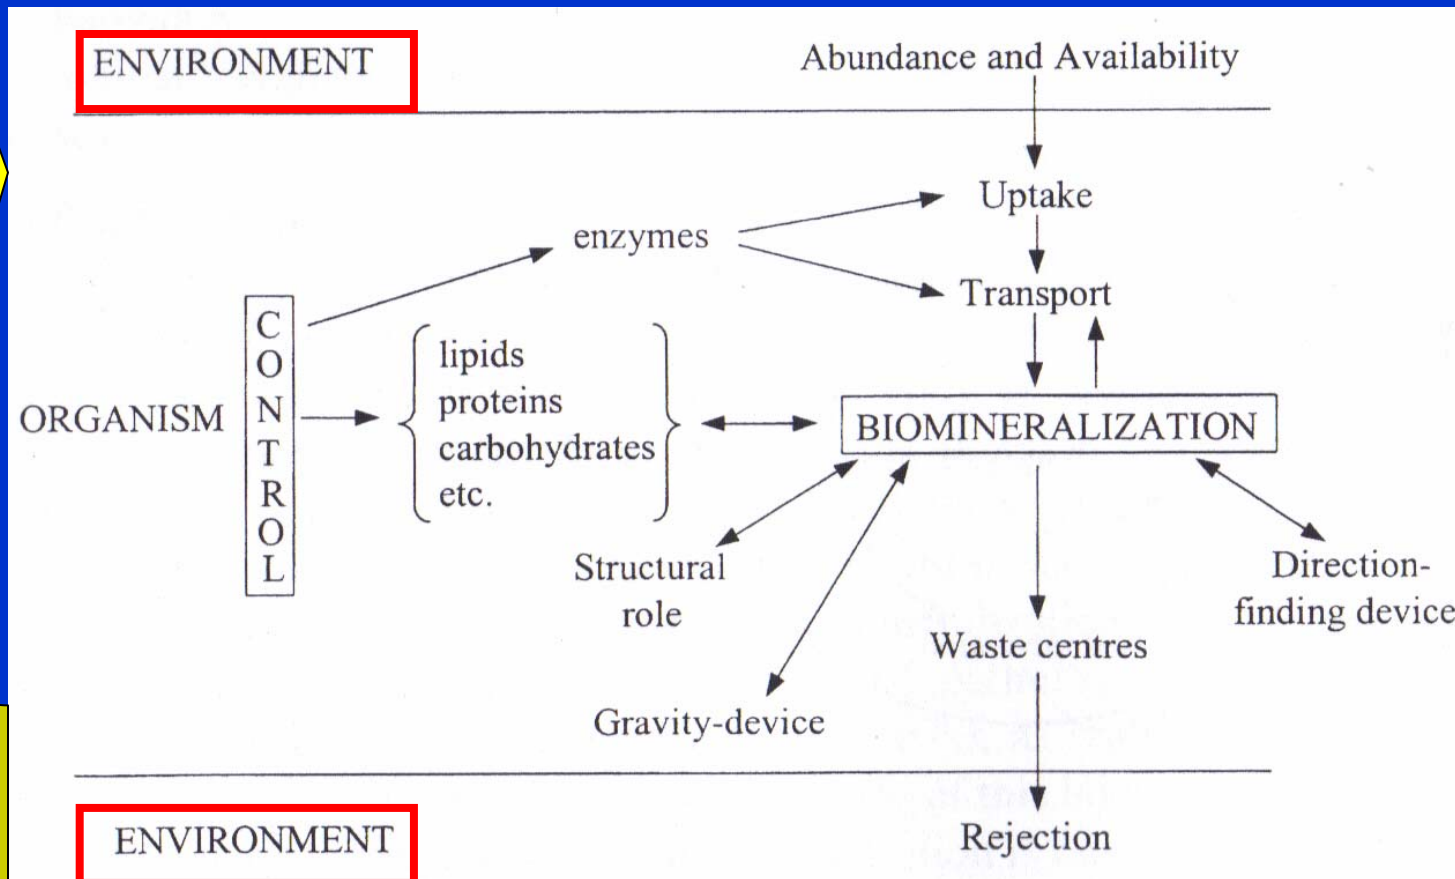 ENVIRONMENT
Abundance and Availability
Uptake
enzymes
Transport
ORGANISM
CONTROL
lipids
proteins
carbohydrates
etc.
BIOMINERALIZATION
Structural
role
Direction-
finding device
Waste centres
Gravity-device
ENVIRONMENT
Rejection